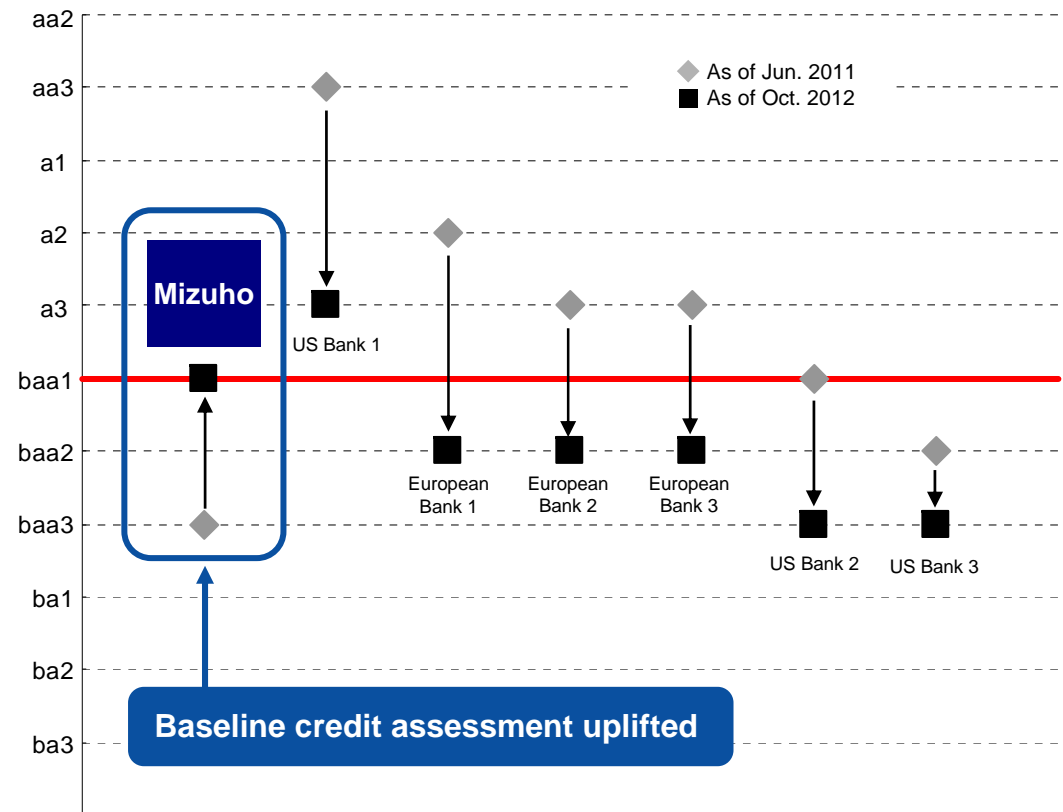 aa2
As of Jun. 2011
As of Oct. 2012
aa3
a1
a2
a3
baa1
baa2
baa3
ba1
ba2
ba3
Mizuho
US Bank 1
European
Bank 1
European
Bank 2
European
Bank 3
US Bank 2
US Bank 3
Baseline credit assessment uplifted